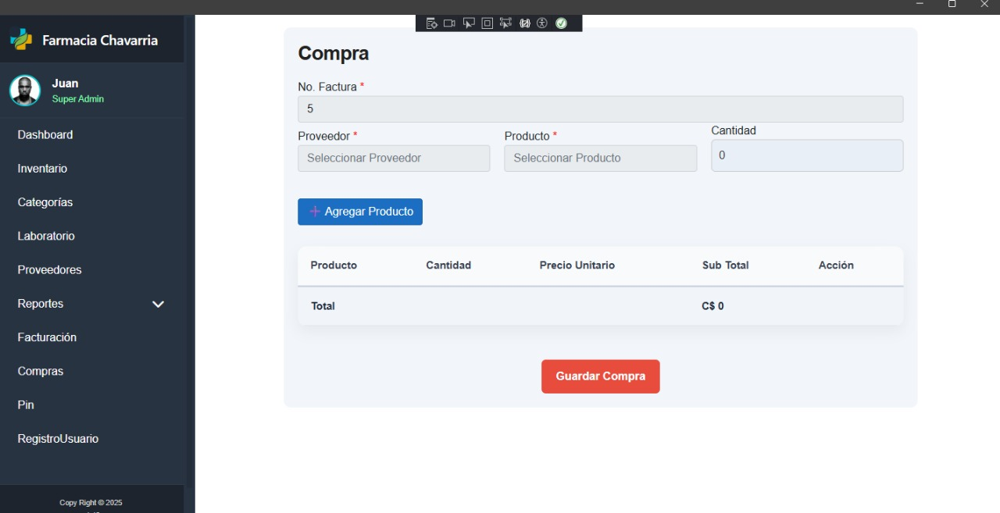 Farmacia Chavarria
Juan
Super Admin
Dashboard
Inventario
Categorías
Laboratorio
Proveedores
Reportes
Facturación
Compras
Pin
RegistroUsuario
Copy Right © 2025
Compra
No. Factura *
5
Proveedor * Producto * Cantidad
Seleccionar Proveedor Seleccionar Producto 0
Agregar Producto
Producto Cantidad Precio Unitario Sub Total Acción
Total C$ 0
Guardar Compra